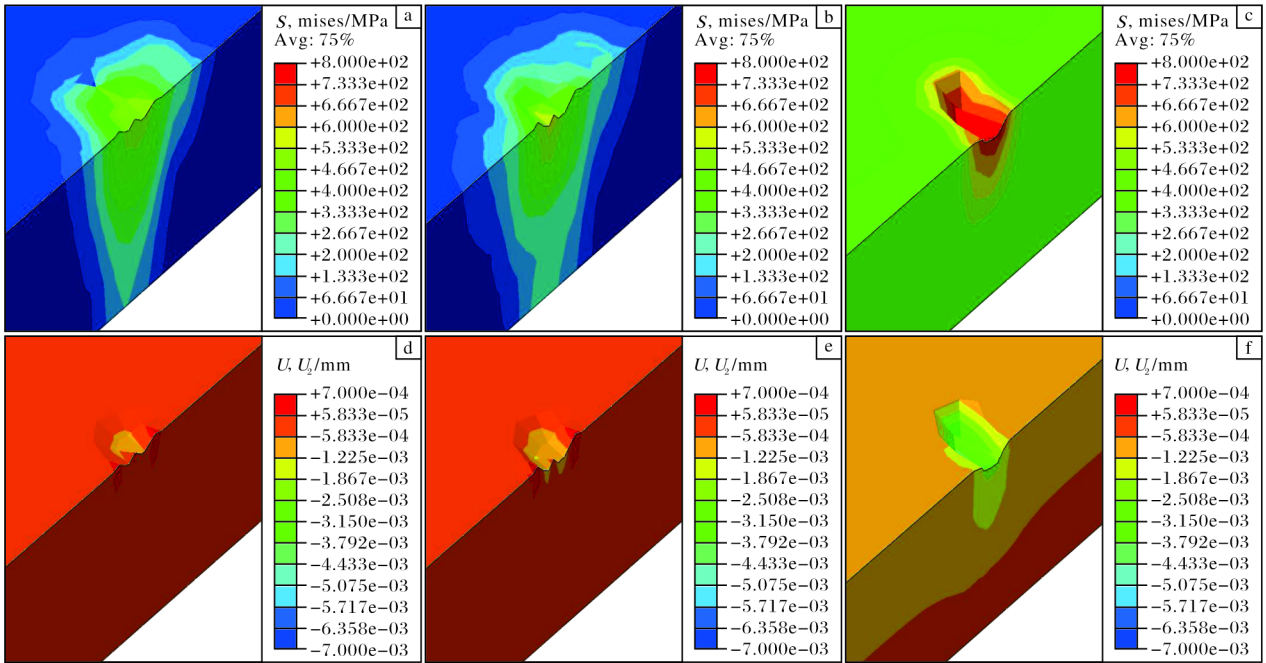 S, mises/MPa
a
Avg: 75%
+8.000e+02
+7.333e+02
+6.667e+02
+6.000e+02
+5.333e+02
+4.667e+02
+4.000e+02
+3.333e+02
+2.667e+02
+2.000e+02
+1.333e+02
+6.667e+01
+0.000e+00
S, mises/MPa
b
Avg: 75%
+8.000e+02
+7.333e+02
+6.667e+02
+6.000e+02
+5.333e+02
+4.667e+02
+4.000e+02
+3.333e+02
+2.667e+02
+2.000e+02
+1.333e+02
+6.667e+01
+0.000e+00
S, mises/MPa
c
Avg: 75%
+8.000e+02
+7.333e+02
+6.667e+02
+6.000e+02
+5.333e+02
+4.667e+02
+4.000e+02
+3.333e+02
+2.667e+02
+2.000e+02
+1.333e+02
+6.667e+01
+0.000e+00
d
U, U₂/mm
+7.000e−04
+5.833e−05
−5.833e−04
−1.225e−03
−1.867e−03
−2.508e−03
−3.150e−03
−3.792e−03
−4.433e−03
−5.075e−03
−5.717e−03
−6.358e−03
−7.000e−03
e
U, U₂/mm
+7.000e−04
+5.833e−05
−5.833e−04
−1.225e−03
−1.867e−03
−2.508e−03
−3.150e−03
−3.792e−03
−4.433e−03
−5.075e−03
−5.717e−03
−6.358e−03
−7.000e−03
f
U, U₂/mm
+7.000e−04
+5.833e−05
−5.833e−04
−1.225e−03
−1.867e−03
−2.508e−03
−3.150e−03
−3.792e−03
−4.433e−03
−5.075e−03
−5.717e−03
−6.358e−03
−7.000e−03